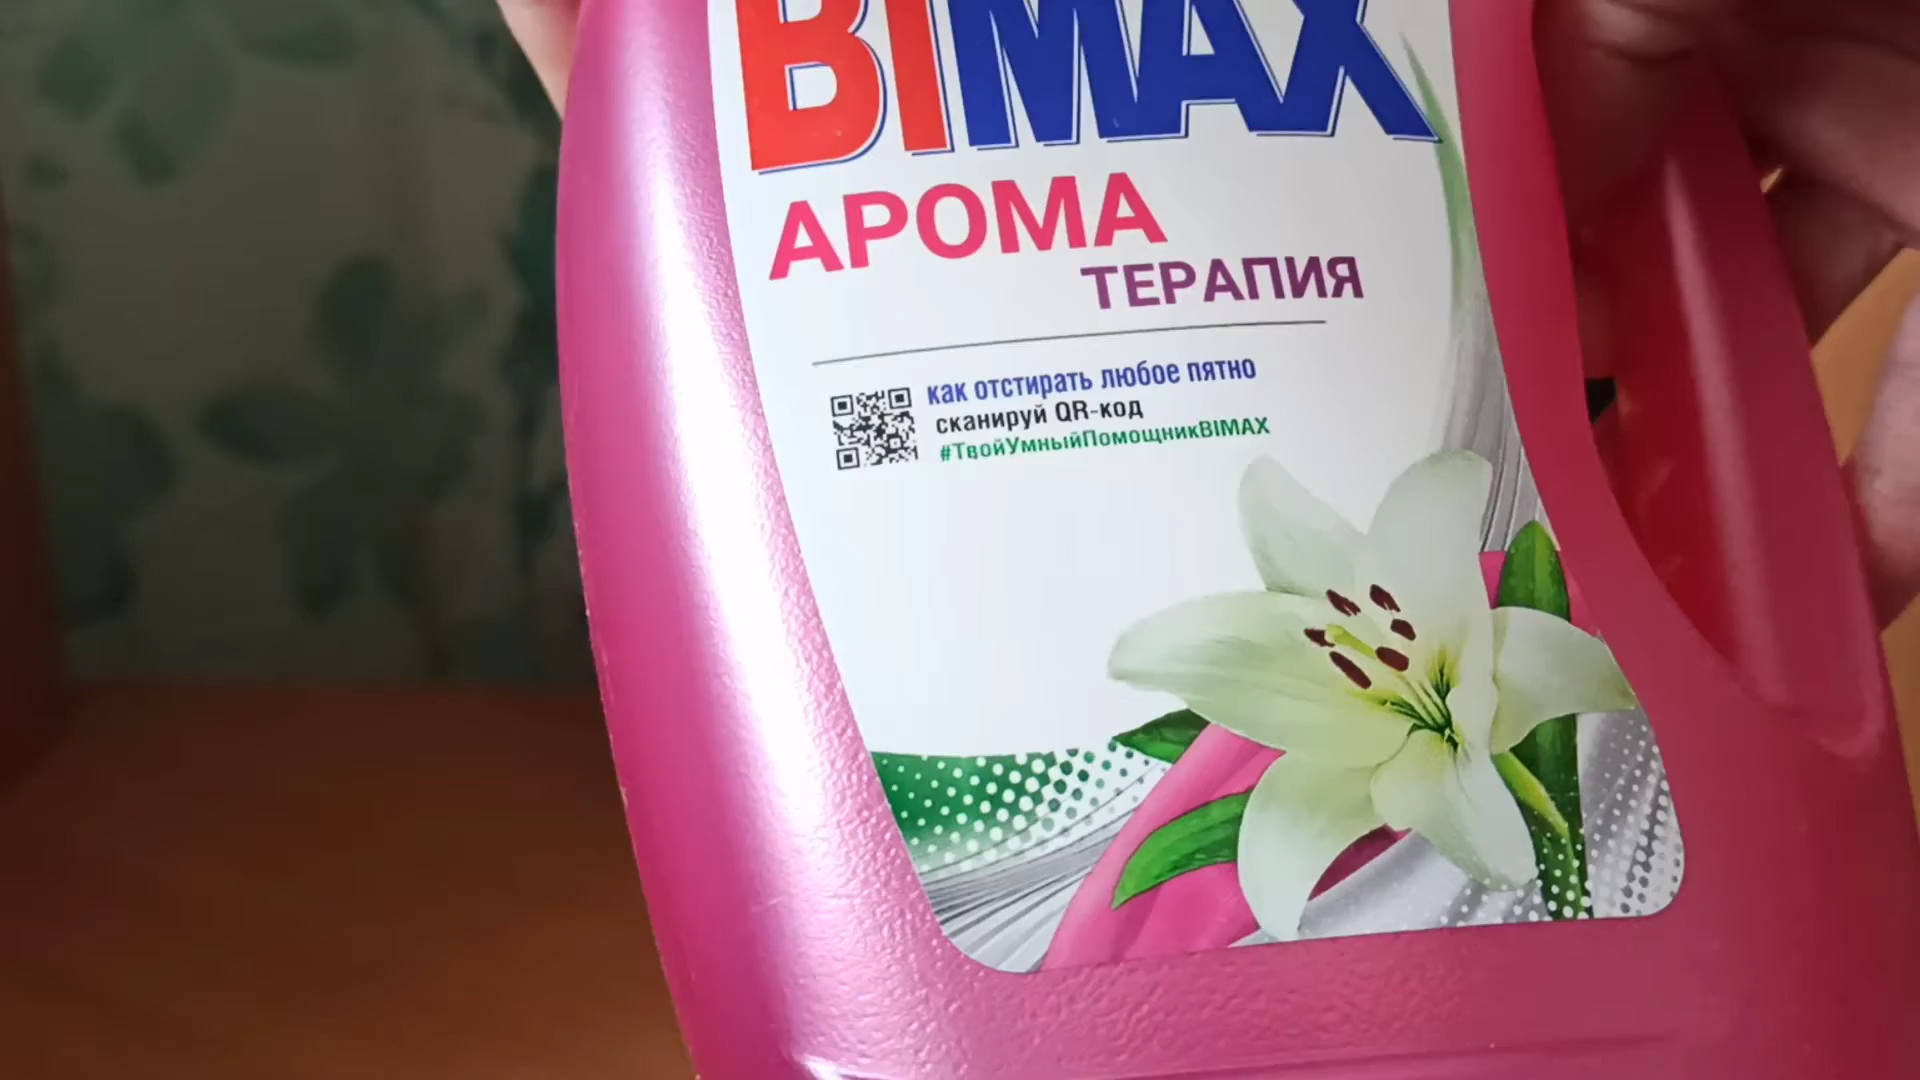 BIMAX
АРОМА
ТЕРАПИЯ
как отстирать любое пятно
сканируй QR-код
#ТвойУмныйПомощникBIMAX